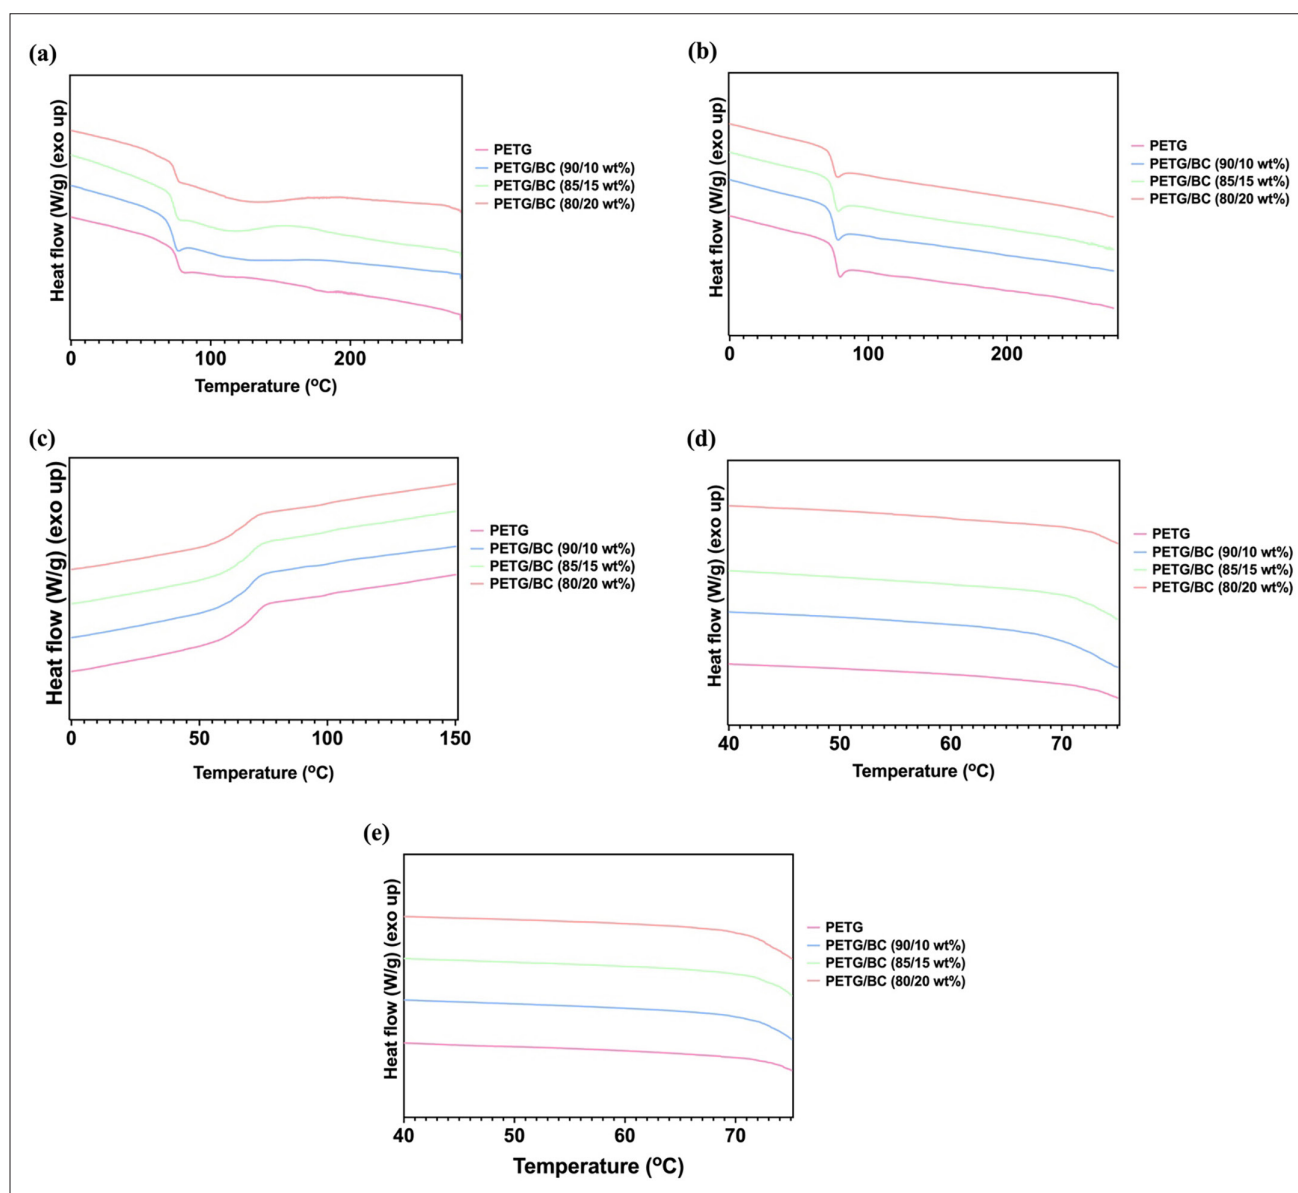 (a)
Heat flow (W/g) (exo up)
PETG
PETG/BC (90/10 wt%)
PETG/BC (85/15 wt%)
PETG/BC (80/20 wt%)
0 100 200
Temperature (ºC)
(b)
Heat flow (W/g) (exo up)
PETG
PETG/BC (90/10 wt%)
PETG/BC (85/15 wt%)
PETG/BC (80/20 wt%)
0 100 200
Temperature (ºC)
(c)
Heat flow (W/g) (exo up)
PETG
PETG/BC (90/10 wt%)
PETG/BC (85/15 wt%)
PETG/BC (80/20 wt%)
0 50 100 150
Temperature (ºC)
(d)
Heat flow (W/g) (exo up)
PETG
PETG/BC (90/10 wt%)
PETG/BC (85/15 wt%)
PETG/BC (80/20 wt%)
40 50 60 70
Temperature (ºC)
(e)
Heat flow (W/g) (exo up)
PETG
PETG/BC (90/10 wt%)
PETG/BC (85/15 wt%)
PETG/BC (80/20 wt%)
40 50 60 70
Temperature (ºC)